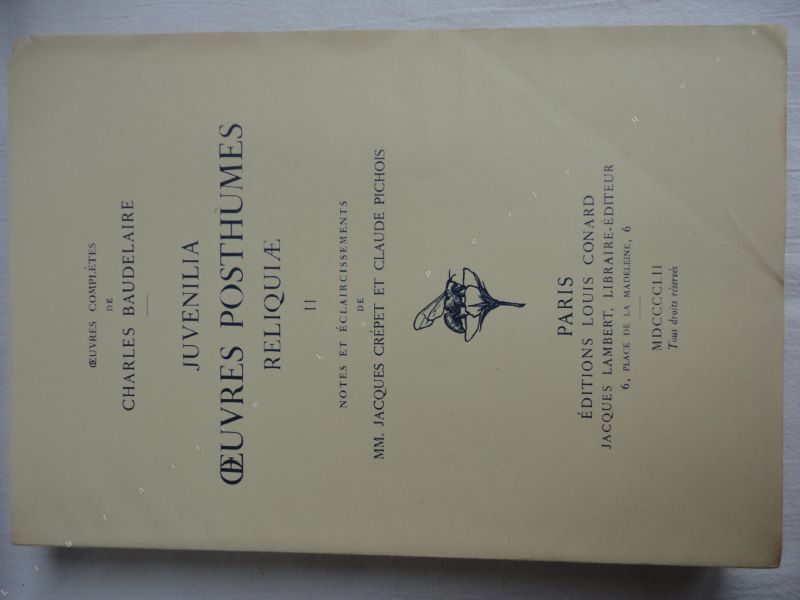 ŒUVRES COMPLÈTES
DE
CHARLES BAUDELAIRE
JUVENILIA
ŒUVRES POSTHUMES
RELIQUIÆ
II
NOTES ET ÉCLAIRCISSEMENTS
DE
MM. JACQUES CRÉPET ET CLAUDE PICHOIS
PARIS
ÉDITIONS LOUIS CONARD
JACQUES LAMBERT, LIBRAIRE-ÉDITEUR
6, PLACE DE LA MADELEINE, 6
MDCCCCLII
Tous droits réservés